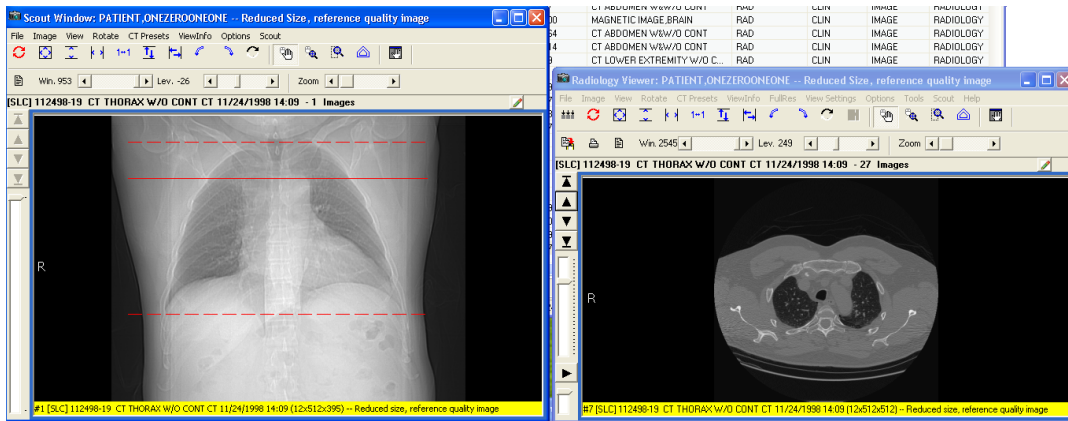 Scout Window: PATIENT,ONEZEROONEONE -- Reduced Size, reference quality image
File Image View Rotate CT Presets ViewInfo Options Scout
Win. 953 Lev. -26 Zoom
[SLC] 112498-19 CT THORAX W/O CONT CT 11/24/1998 14:09 - 1 Images
R
#1 [SLC] 112498-19 CT THORAX W/O CONT CT 11/24/1998 14:09 (12x512x395) -- Reduced size, reference quality image
CT ABDOMEN W&W/O CONT RAD CLIN IMAGE RADIOLOGY
00 MAGNETIC IMAGE,BRAIN RAD CLIN IMAGE RADIOLOGY
54 CT ABDOMEN W&W/O CONT RAD CLIN IMAGE RADIOLOGY
14 CT ABDOMEN W&W/O CONT RAD CLIN IMAGE RADIOLOGY
9 CT LOWER EXTREMITY W/O C... RAD CLIN IMAGE RADIOLOGY
Radiology Viewer: PATIENT,ONEZEROONEONE -- Reduced Size, reference quality image
File Image View Rotate CT Presets ViewInfo FullRes View Settings Options Tools Scout Help
Win. 2545 Lev. 249 Zoom
[SLC] 112498-19 CT THORAX W/O CONT CT 11/24/1998 14:09 - 27 Images
R
#7 [SLC] 112498-19 CT THORAX W/O CONT CT 11/24/1998 14:09 (12x512x512) -- Reduced size, reference quality image